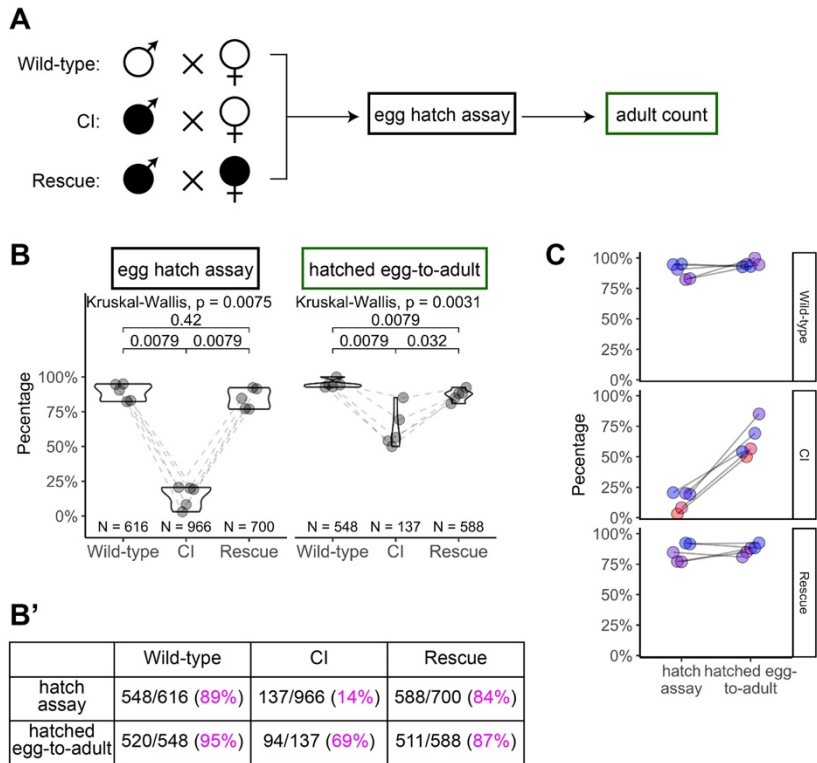 A
Wild-type:
CI:
Rescue:
egg hatch assay
adult count
B
egg hatch assay
Kruskal-Wallis, p = 0.0075
0.42
0.0079 0.0079
Pecentage
100%
75%
50%
25%
0%
N = 616 N = 966 N = 700
Wild-type CI Rescue
hatched egg-to-adult
Kruskal-Wallis, p = 0.0031
0.0079
0.0079 0.032
N = 548 N = 137 N = 588
Wild-type CI Rescue
B’
Wild-type CI Rescue
hatch
assay
548/616 (89%) 137/966 (14%) 588/700 (84%)
hatched
egg-to-adult
520/548 (95%) 94/137 (69%) 511/588 (87%)
C
Pecentage
100%
75%
50%
25%
0%
Wild-type
100%
75%
50%
25%
0%
CI
100%
75%
50%
25%
0%
Rescue
hatch
assay
hatched egg-
to-adult